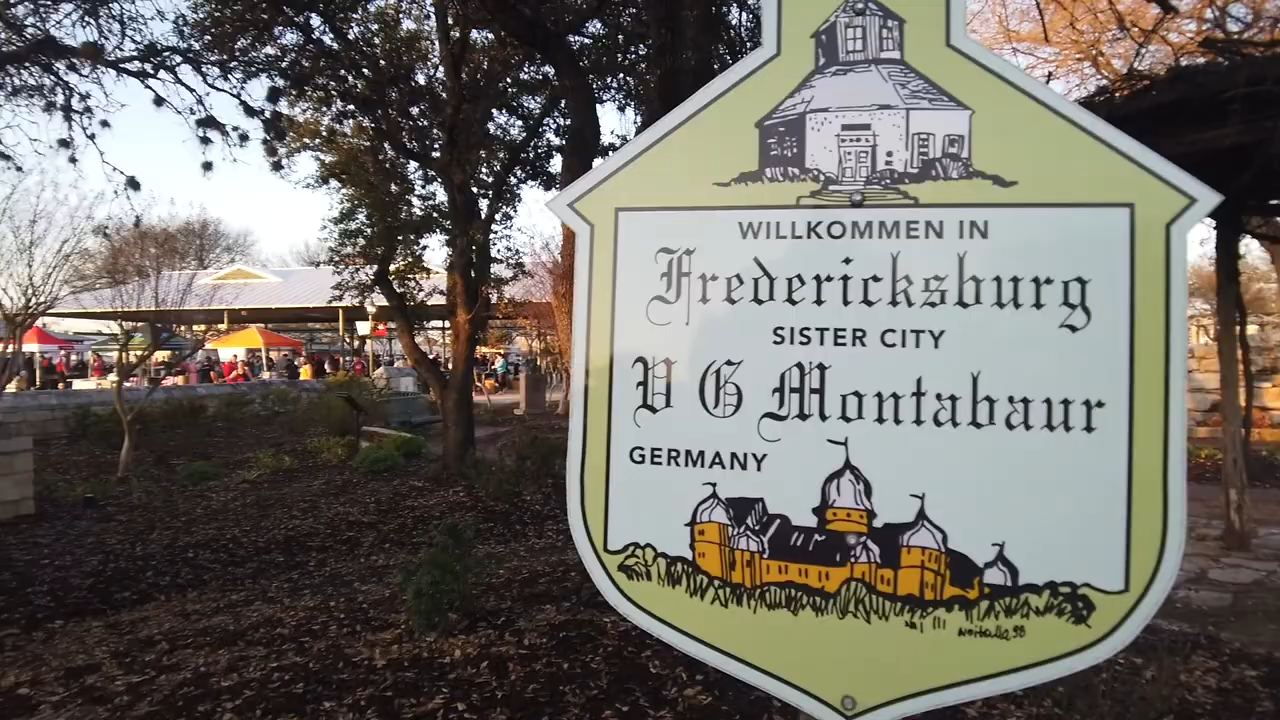 WILLKOMMEN IN
Fredericksburg
SISTER CITY
V G Montabaur
GERMANY